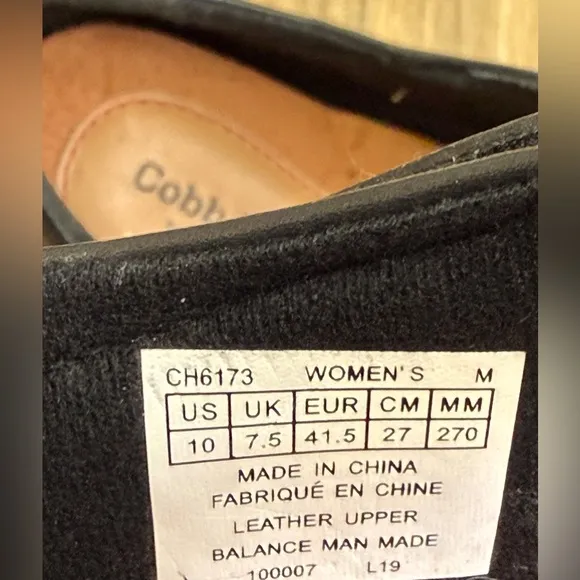 Cobb
CH6173 WOMEN'S M
US UK EUR CM MM
10 7.5 41.5 27 270
MADE IN CHINA
FABRIQUÉ EN CHINE
LEATHER UPPER
BALANCE MAN MADE
100007 L19